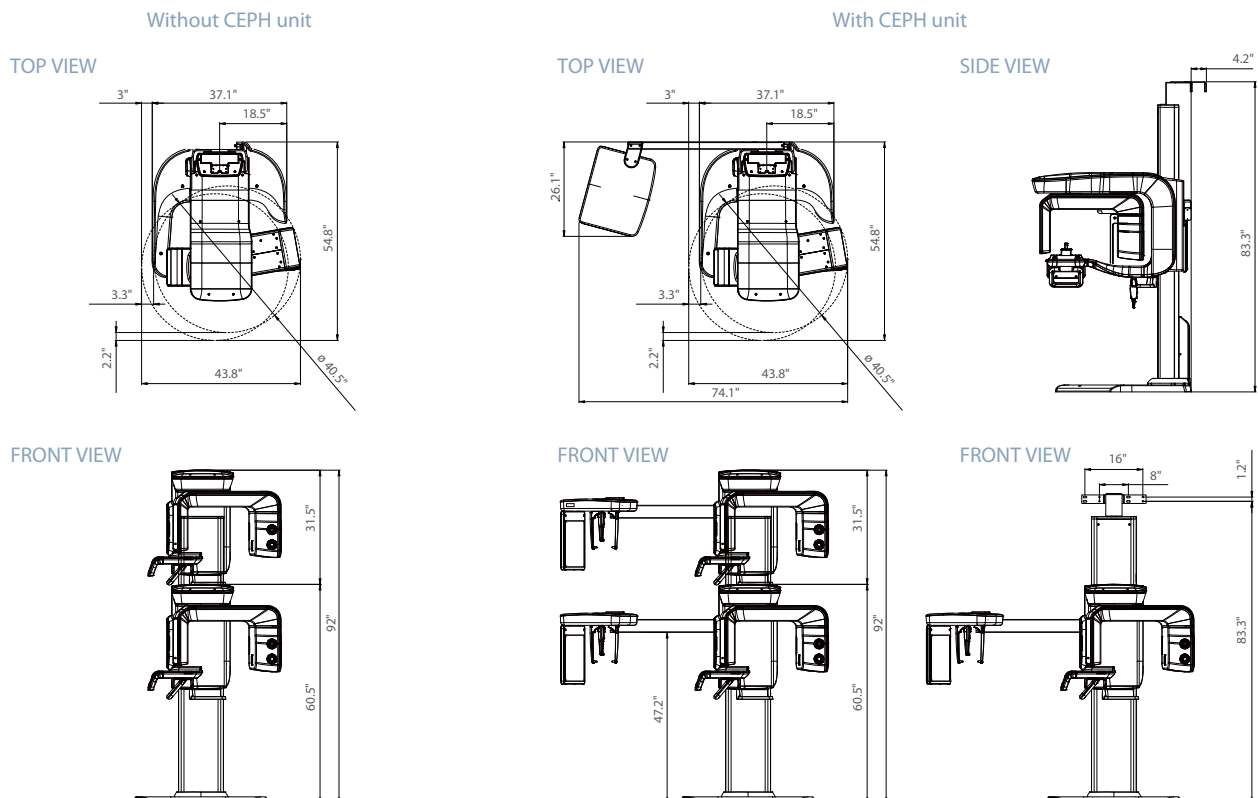 Without CEPH unit
With CEPH unit
TOP VIEW
TOP VIEW
SIDE VIEW
4.2"
3"
37.1"
18.5"
54.8"
3.3"
2.2"
43.8"
ø 40.5"
3"
37.1"
18.5"
26.1"
54.8"
3.3"
2.2"
43.8"
74.1"
ø 40.5"
83.3"
FRONT VIEW
FRONT VIEW
FRONT VIEW
31.5"
92"
60.5"
31.5"
92"
60.5"
47.2"
16"
8"
1.2"
83.3"